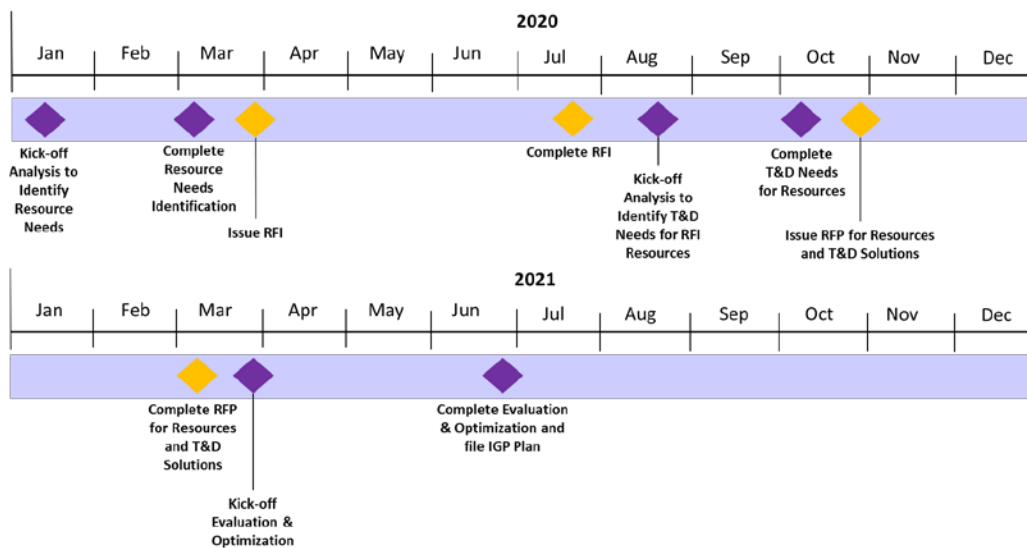 2020
Jan Feb Mar Apr May Jun Jul Aug Sep Oct Nov Dec
Kick-off
Analysis to
Identify
Resource
Needs
Complete
Resource
Needs
Identification
Issue RFI
Complete RFI
Kick-off
Analysis to
Identify T&D
Needs for RFI
Resources
Complete
T&D Needs
for Resources
Issue RFP for Resources
and T&D Solutions
2021
Jan Feb Mar Apr May Jun Jul Aug Sep Oct Nov Dec
Complete RFP
for Resources
and T&D
Solutions
Kick-off
Evaluation &
Optimization
Complete Evaluation
& Optimization and
file IGP Plan